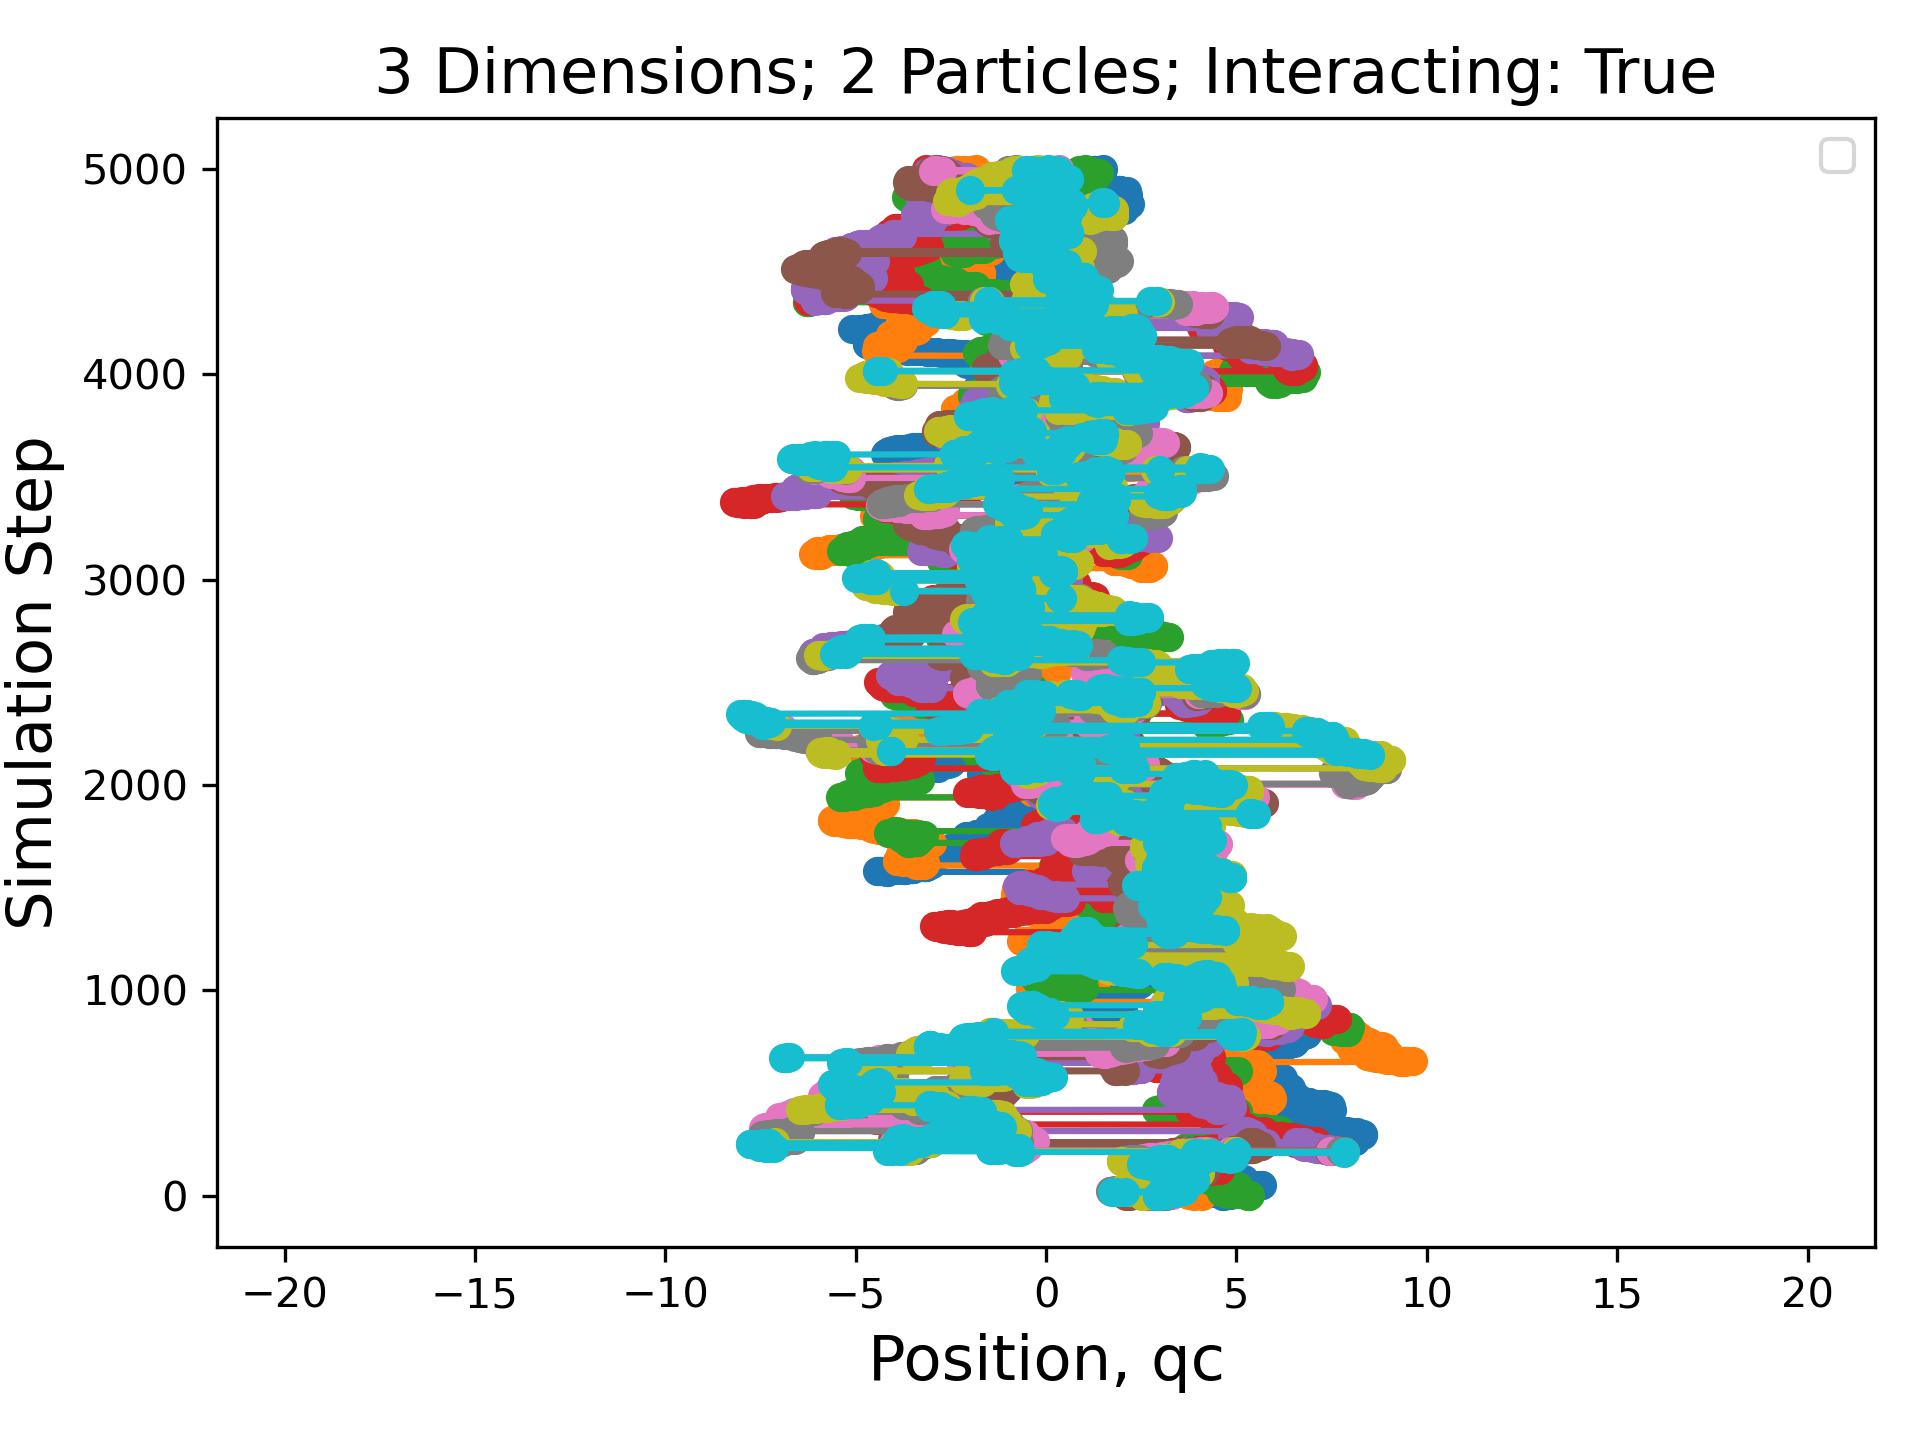 3 Dimensions; 2 Particles; Interacting: True
5000
4000
3000
2000
1000
0
Simulation Step
−20 −15 −10 −5 0 5 10 15 20
Position, qc